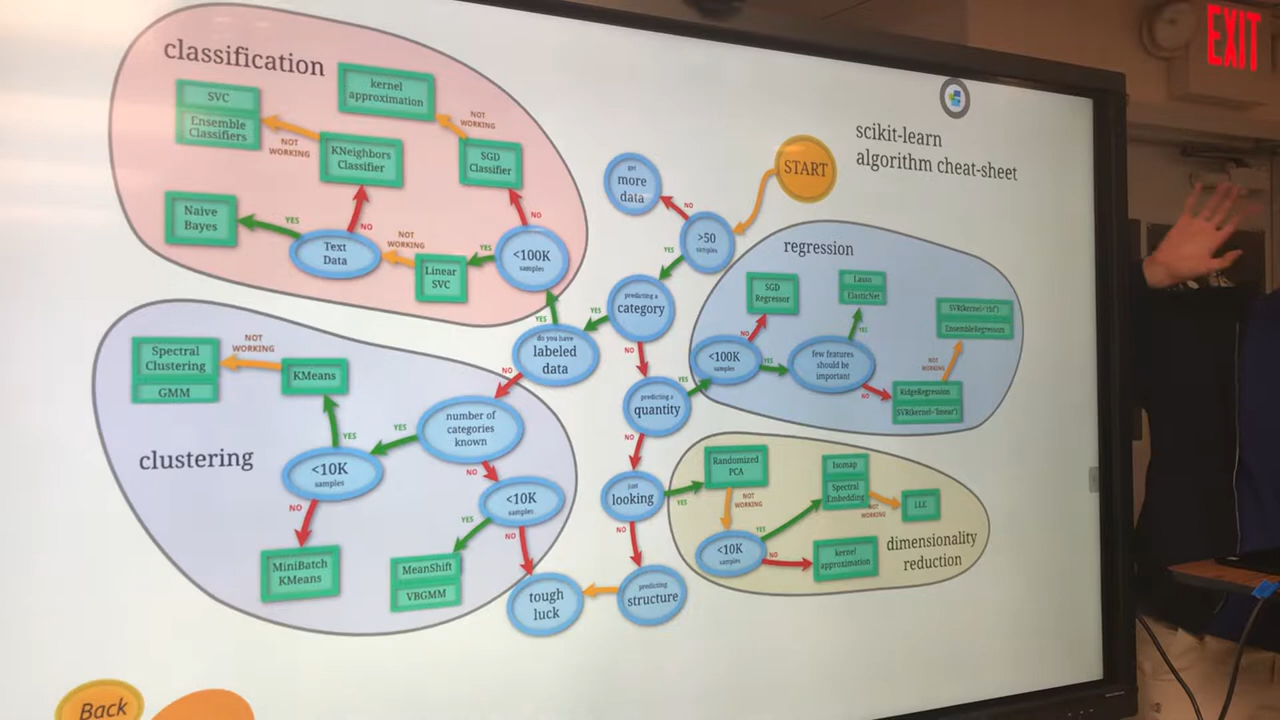 EXIT
scikit-learn
algorithm cheat-sheet
START
get
more
data
NO
>50
samples
YES
predicting a
category
YES
NO
do you have
labeled
data
YES
NO
predicting a
quantity
YES
NO
just
looking
YES
NO
predicting
structure
tough
luck
classification
kernel
approximation
SVC
Ensemble
Classifiers
NOT
WORKING
KNeighbors
Classifier
NOT
WORKING
SGD
Classifier
NO
Naive
Bayes
YES
Text
Data
NO
NOT
WORKING
Linear
SVC
YES
<100K
samples
regression
SGD
Regressor
Lasso
ElasticNet
SVR(kernel='rbf')
EnsembleRegressors
NO
<100K
samples
YES
few features
should be
important
YES
NO
NOT
WORKING
RidgeRegression
SVR(kernel='linear')
clustering
Spectral
Clustering
GMM
NOT
WORKING
KMeans
YES
<10K
samples
YES
number of
categories
known
NO
NO
<10K
samples
YES
NO
MiniBatch
KMeans
MeanShift
VBGMM
dimensionality
reduction
Randomized
PCA
NOT
WORKING
<10K
samples
YES
NO
Isomap
Spectral
Embedding
NOT
WORKING
LLE
kernel
approximation
Back